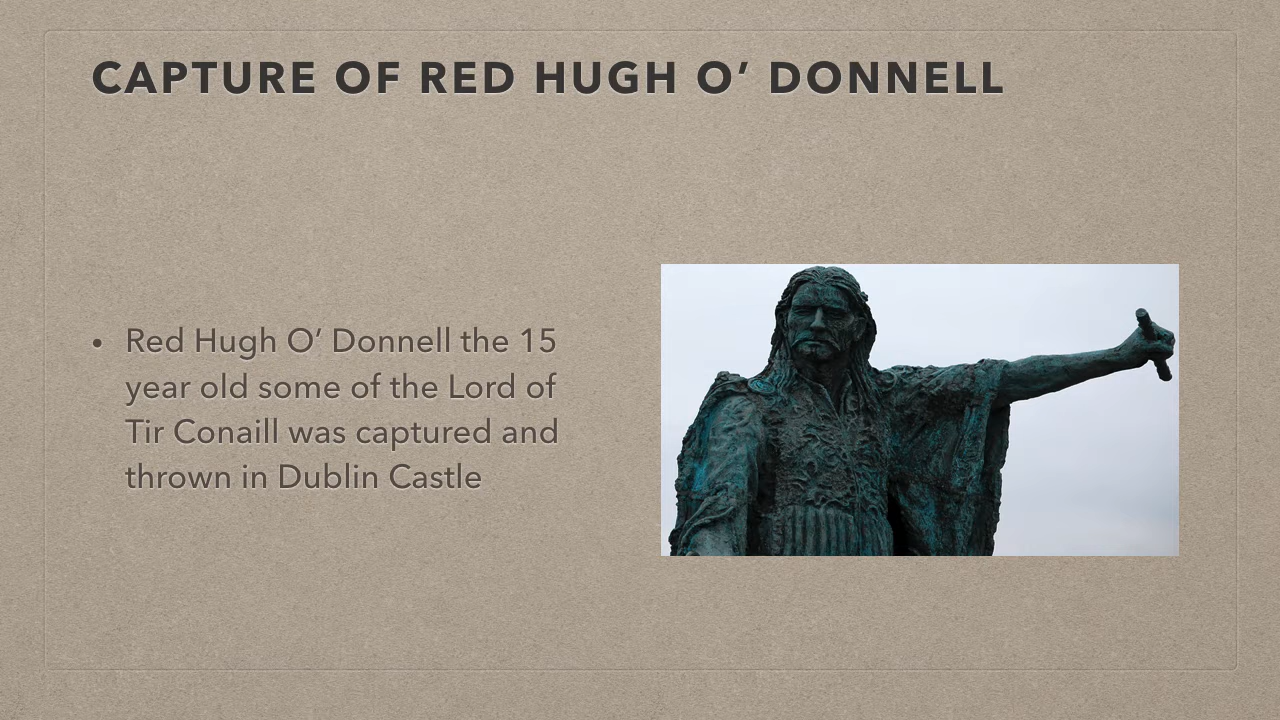 CAPTURE OF RED HUGH O’ DONNELL
• Red Hugh O’ Donnell the 15
year old some of the Lord of
Tir Conaill was captured and
thrown in Dublin Castle